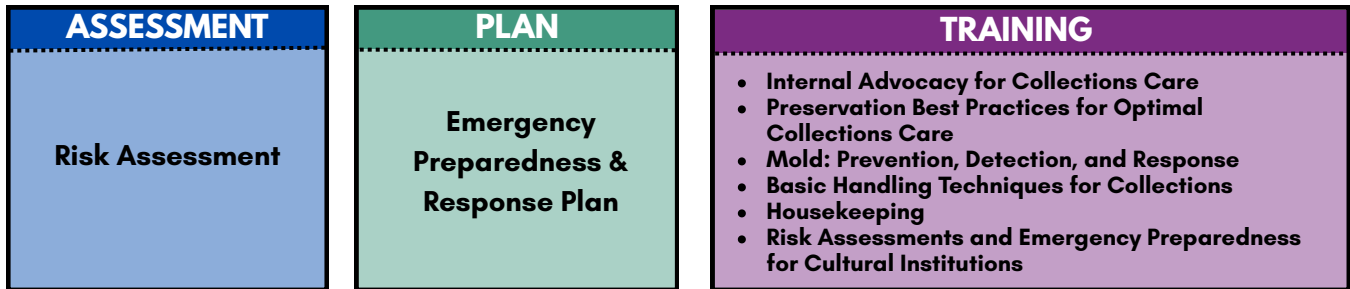 ASSESSMENT
Risk Assessment
PLAN
Emergency
Preparedness &
Response Plan
TRAINING
• Internal Advocacy for Collections Care
• Preservation Best Practices for Optimal
Collections Care
• Mold: Prevention, Detection, and Response
• Basic Handling Techniques for Collections
• Housekeeping
• Risk Assessments and Emergency Preparedness
for Cultural Institutions